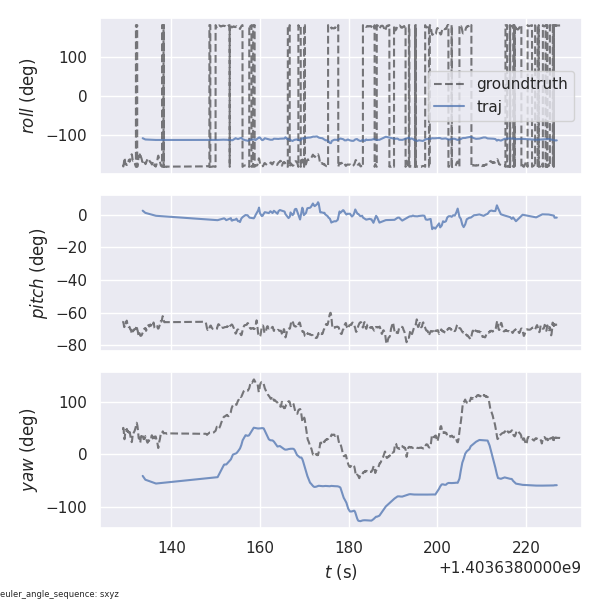 100
0
−100
roll (deg)
groundtruth
traj
0
−20
−40
−60
−80
pitch (deg)
100
0
−100
yaw (deg)
140 160 180 200 220
t (s)
+1.4036380000e9
euler_angle_sequence: sxyz